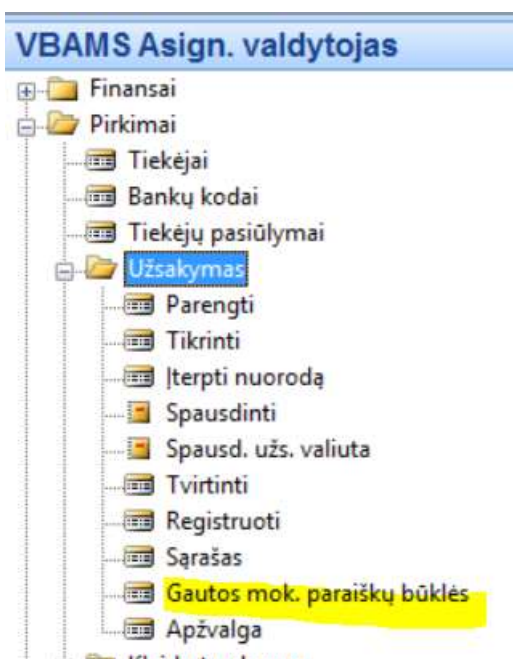 VBAMS Asign. valdytojas
Finansai
Pirkimai
Tiekėjai
Bankų kodai
Tiekėjų pasiūlymai
Užsakymas
Parengti
Tikrinti
Įterpti nuorodą
Spausdinti
Spausd. užs. valiuta
Tvirtinti
Registruoti
Sąrašas
Gautos mok. paraiškų būklės
Apžvalga